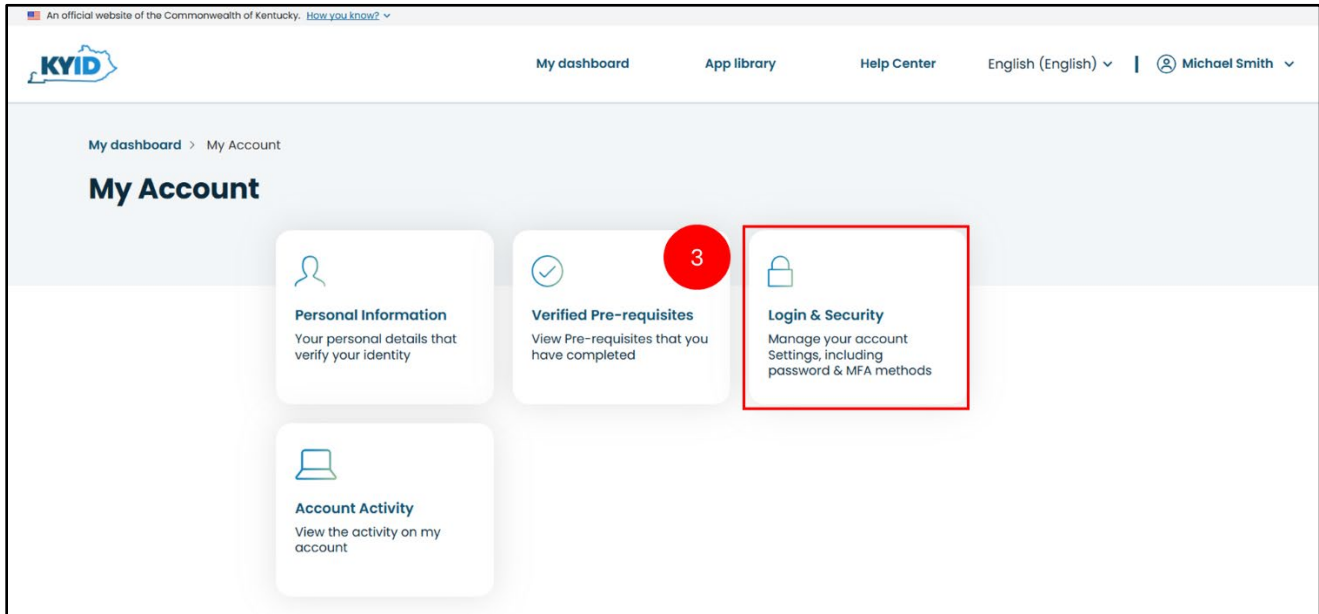 An official website of the Commonwealth of Kentucky. How you know?
KYID
My dashboard App library Help Center English (English) Michael Smith
My dashboard > My Account
My Account
3
Personal Information
Your personal details that
verify your identity
Verified Pre-requisites
View Pre-requisites that you
have completed
Login & Security
Manage your account
Settings, including
password & MFA methods
Account Activity
View the activity on my
account